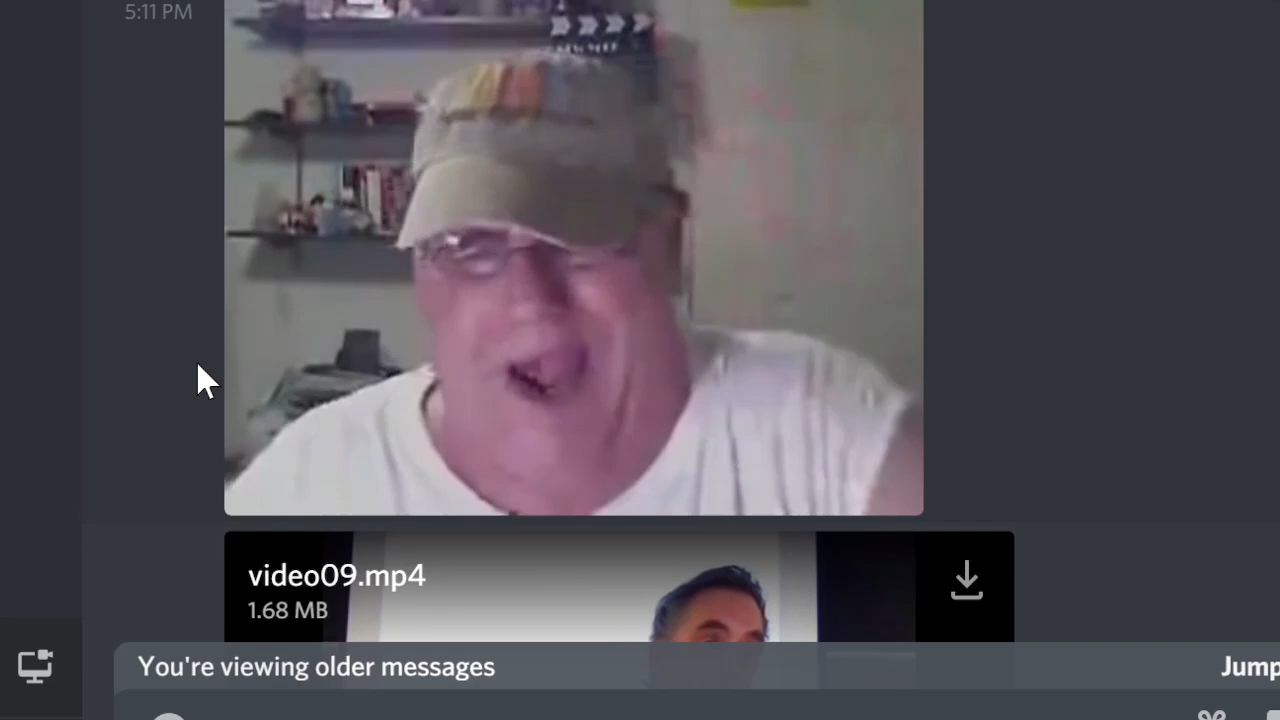 5:11 PM
video09.mp4
1.68 MB
You're viewing older messages
Jump